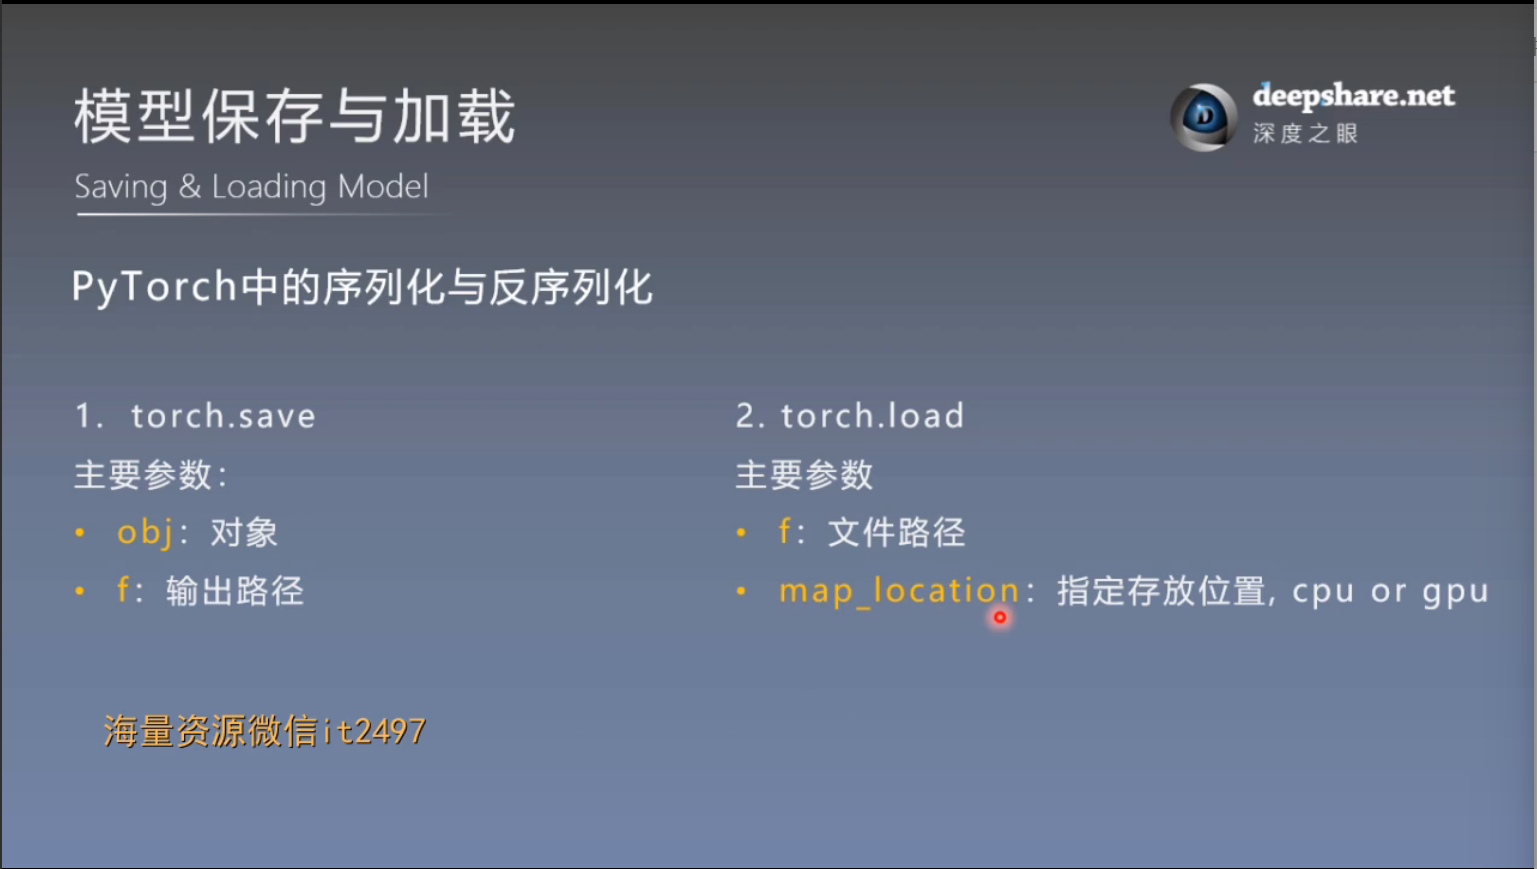 模型保存与加载
deepshare.net
深度之眼
Saving & Loading Model
PyTorch中的序列化与反序列化
1. torch.save
主要参数：
• obj：对象
• f：输出路径
2. torch.load
主要参数
• f：文件路径
• map_location：指定存放位置, cpu or gpu
海量资源微信it2497